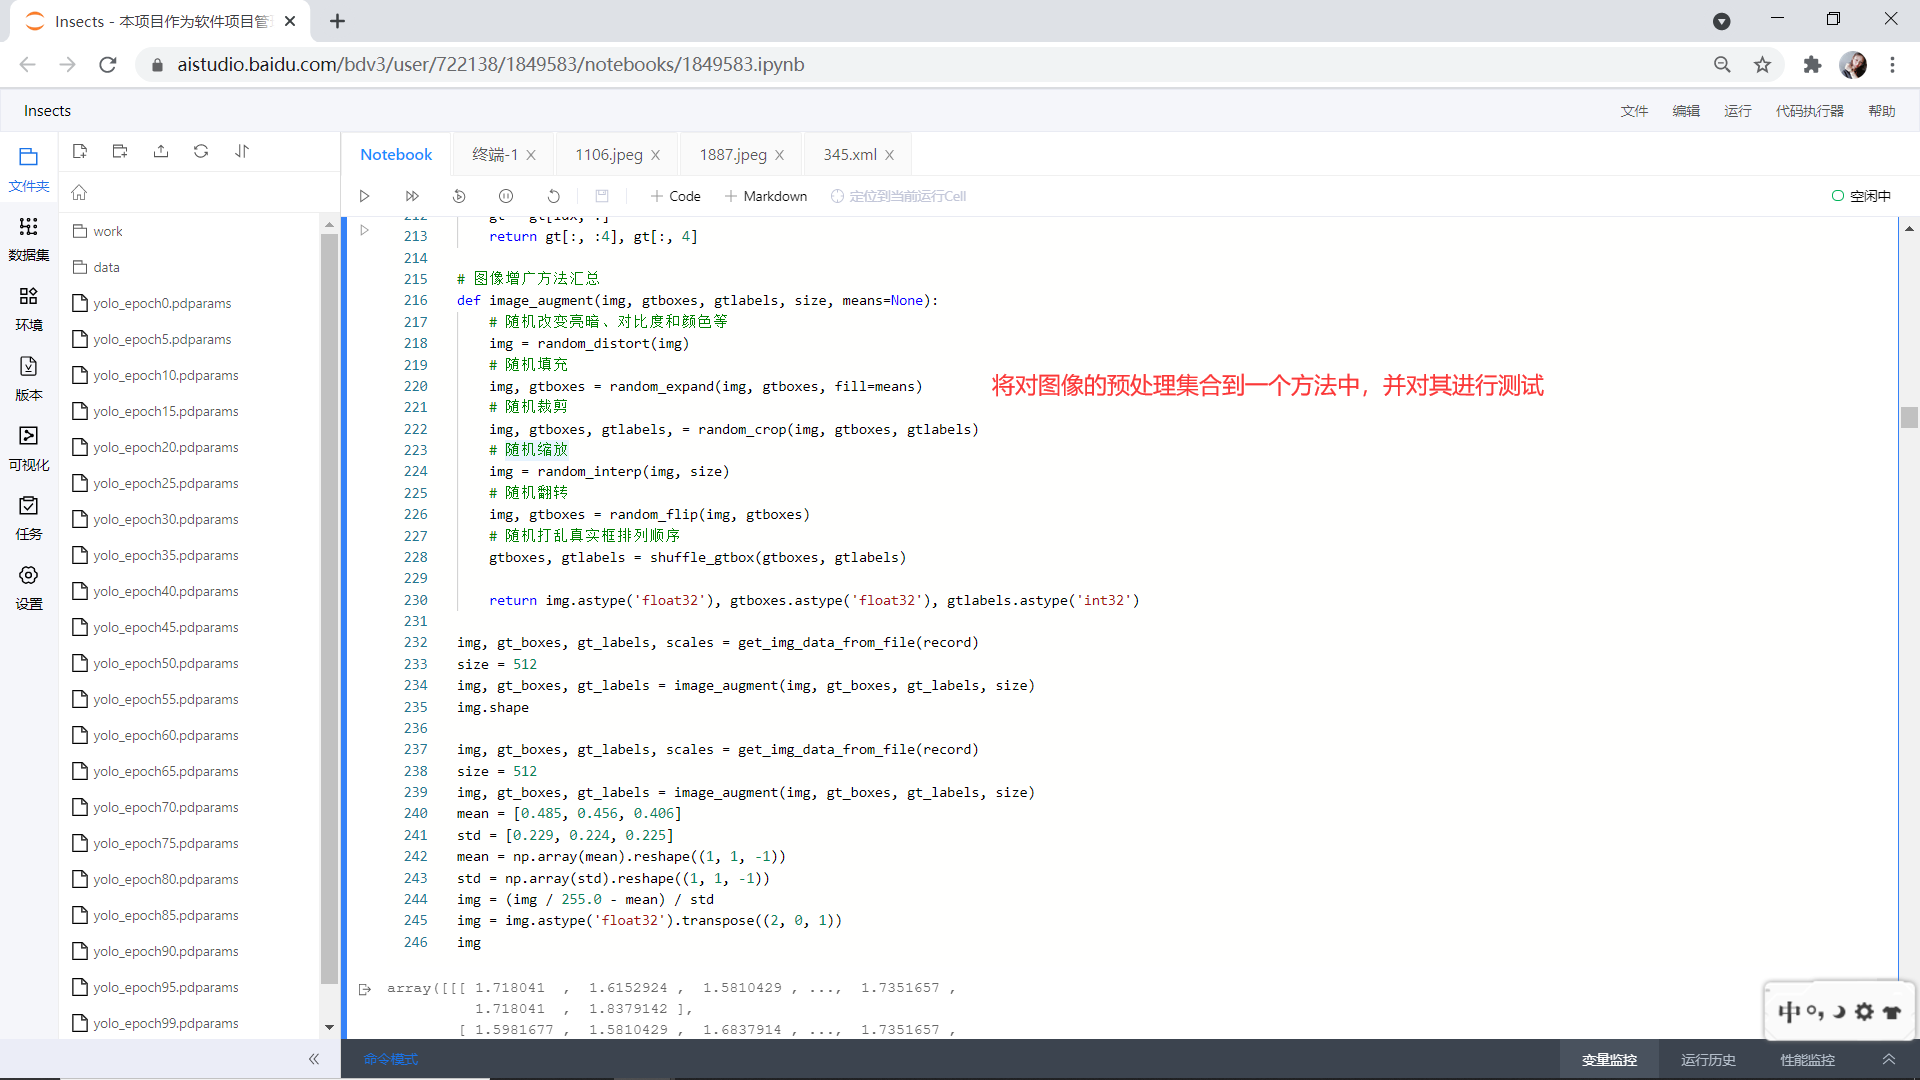 Insects - 本项目作为软件项目管
aistudio.baidu.com/bdv3/user/722138/1849583/notebooks/1849583.ipynb
Insects
文件 编辑 运行 代码执行器 帮助
文件夹
数据集
环境
版本
可视化
任务
设置
work
data
yolo_epoch0.pdparams
yolo_epoch5.pdparams
yolo_epoch10.pdparams
yolo_epoch15.pdparams
yolo_epoch20.pdparams
yolo_epoch25.pdparams
yolo_epoch30.pdparams
yolo_epoch35.pdparams
yolo_epoch40.pdparams
yolo_epoch45.pdparams
yolo_epoch50.pdparams
yolo_epoch55.pdparams
yolo_epoch60.pdparams
yolo_epoch65.pdparams
yolo_epoch70.pdparams
yolo_epoch75.pdparams
yolo_epoch80.pdparams
yolo_epoch85.pdparams
yolo_epoch90.pdparams
yolo_epoch95.pdparams
yolo_epoch99.pdparams
Notebook 终端-1 1106.jpeg 1887.jpeg 345.xml
Code Markdown 定位到当前运行Cell 空闲中
212 gt = gt[idx, :]
213 return gt[:, :4], gt[:, 4]
214
215 # 图像增广方法汇总
216 def image_augment(img, gtboxes, gtlabels, size, means=None):
217 # 随机改变亮暗、对比度和颜色等
218 img = random_distort(img)
219 # 随机填充
220 img, gtboxes = random_expand(img, gtboxes, fill=means)
将对图像的预处理集合到一个方法中，并对其进行测试
221 # 随机裁剪
222 img, gtboxes, gtlabels, = random_crop(img, gtboxes, gtlabels)
223 # 随机缩放
224 img = random_interp(img, size)
225 # 随机翻转
226 img, gtboxes = random_flip(img, gtboxes)
227 # 随机打乱真实框排列顺序
228 gtboxes, gtlabels = shuffle_gtbox(gtboxes, gtlabels)
229
230 return img.astype('float32'), gtboxes.astype('float32'), gtlabels.astype('int32')
231
232 img, gt_boxes, gt_labels, scales = get_img_data_from_file(record)
233 size = 512
234 img, gt_boxes, gt_labels = image_augment(img, gt_boxes, gt_labels, size)
235 img.shape
236
237 img, gt_boxes, gt_labels, scales = get_img_data_from_file(record)
238 size = 512
239 img, gt_boxes, gt_labels = image_augment(img, gt_boxes, gt_labels, size)
240 mean = [0.485, 0.456, 0.406]
241 std = [0.229, 0.224, 0.225]
242 mean = np.array(mean).reshape((1, 1, -1))
243 std = np.array(std).reshape((1, 1, -1))
244 img = (img / 255.0 - mean) / std
245 img = img.astype('float32').transpose((2, 0, 1))
246 img
array([[[ 1.718041 , 1.6152924 , 1.5810429 , ..., 1.7351657 ,
1.718041 , 1.8379142 ],
[ 1.5981677 , 1.5810429 , 1.6837914 , ..., 1.7351657 ,
中
命令模式 变量监控 运行历史 性能监控